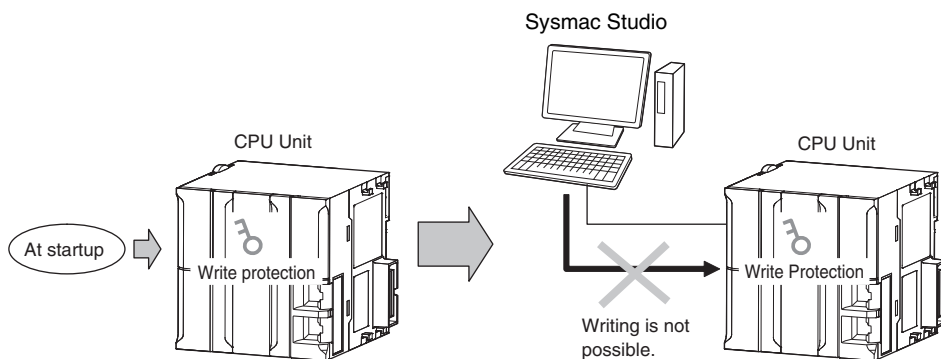 Sysmac Studio
CPU Unit
CPU Unit
At startup
Write protection
Write Protection
Writing is not
possible.